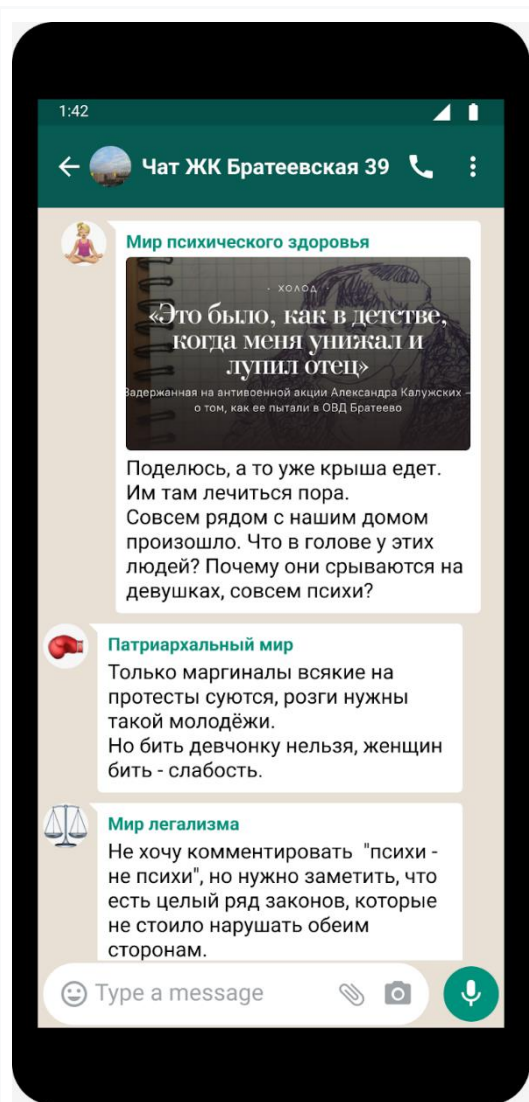 1:42
Чат ЖК Братеевская 39
Мир психического здоровья
· ХОЛОД ·
«Это было, как в детстве,
когда меня унижал и
лупил отец»
Задержанная на антивоенной акции Александра Калужских –
о том, как ее пытали в ОВД Братеево
Поделюсь, а то уже крыша едет.
Им там лечиться пора.
Совсем рядом с нашим домом
произошло. Что в голове у этих
людей? Почему они срываются на
девушках, совсем психи?
Патриархальный мир
Только маргиналы всякие на
протесты суются, розги нужны
такой молодёжи.
Но бить девчонку нельзя, женщин
бить - слабость.
Мир легализма
Не хочу комментировать "психи -
не психи", но нужно заметить, что
есть целый ряд законов, которые
не стоило нарушать обеим
сторонам.
Type a message